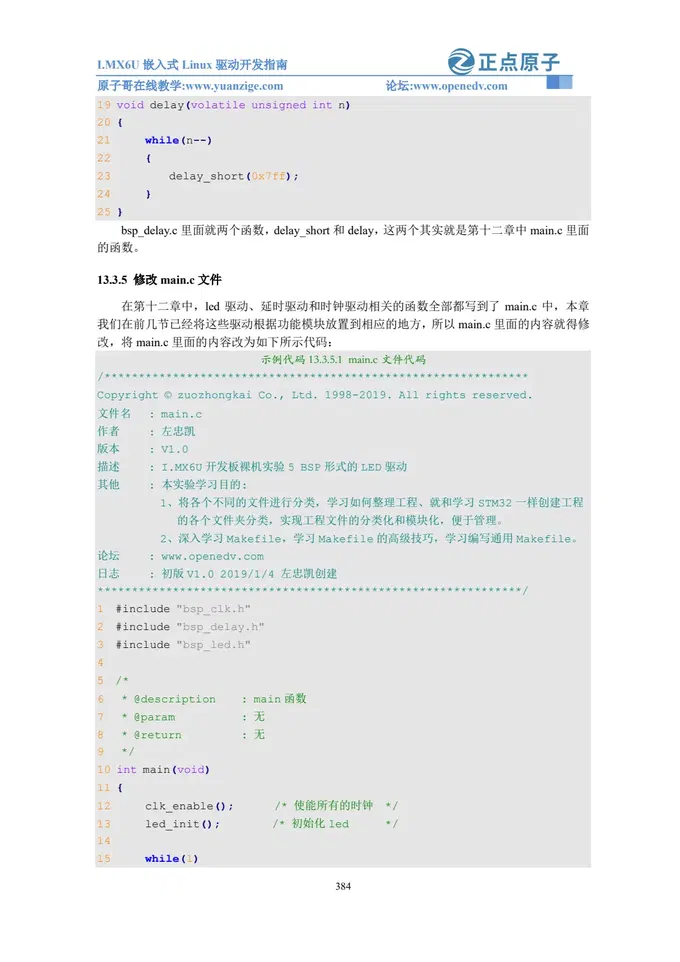 I.MX6U 嵌入式 Linux 驱动开发指南
正点原子
原子哥在线教学:www.yuanzige.com 论坛:www.openedv.com
19 void delay(volatile unsigned int n)
20 {
21 while(n--)
22 {
23 delay_short(0x7ff);
24 }
25 }
bsp_delay.c 里面就两个函数，delay_short 和 delay，这两个其实就是第十二章中 main.c 里面
的函数。
13.3.5 修改 main.c 文件
在第十二章中，led 驱动、延时驱动和时钟驱动相关的函数全部都写到了 main.c 中，本章
我们在前几节已经将这些驱动根据功能模块放置到相应的地方，所以 main.c 里面的内容就得修
改，将 main.c 里面的内容改为如下所示代码：
示例代码 13.3.5.1 main.c 文件代码
/**************************************************************
Copyright © zuozhongkai Co., Ltd. 1998-2019. All rights reserved.
文件名 : main.c
作者 : 左忠凯
版本 : V1.0
描述 : I.MX6U 开发板裸机实验 5 BSP 形式的 LED 驱动
其他 : 本实验学习目的：
1、将各个不同的文件进行分类，学习如何整理工程、就和学习 STM32 一样创建工程
的各个文件夹分类，实现工程文件的分类化和模块化，便于管理。
2、深入学习 Makefile，学习 Makefile 的高级技巧，学习编写通用 Makefile。
论坛 : www.openedv.com
日志 : 初版 V1.0 2019/1/4 左忠凯创建
**************************************************************/
1 #include "bsp_clk.h"
2 #include "bsp_delay.h"
3 #include "bsp_led.h"
4
5 /*
6 * @description : main 函数
7 * @param : 无
8 * @return : 无
9 */
10 int main(void)
11 {
12 clk_enable(); /* 使能所有的时钟 */
13 led_init(); /* 初始化 led */
14
15 while(1)
384